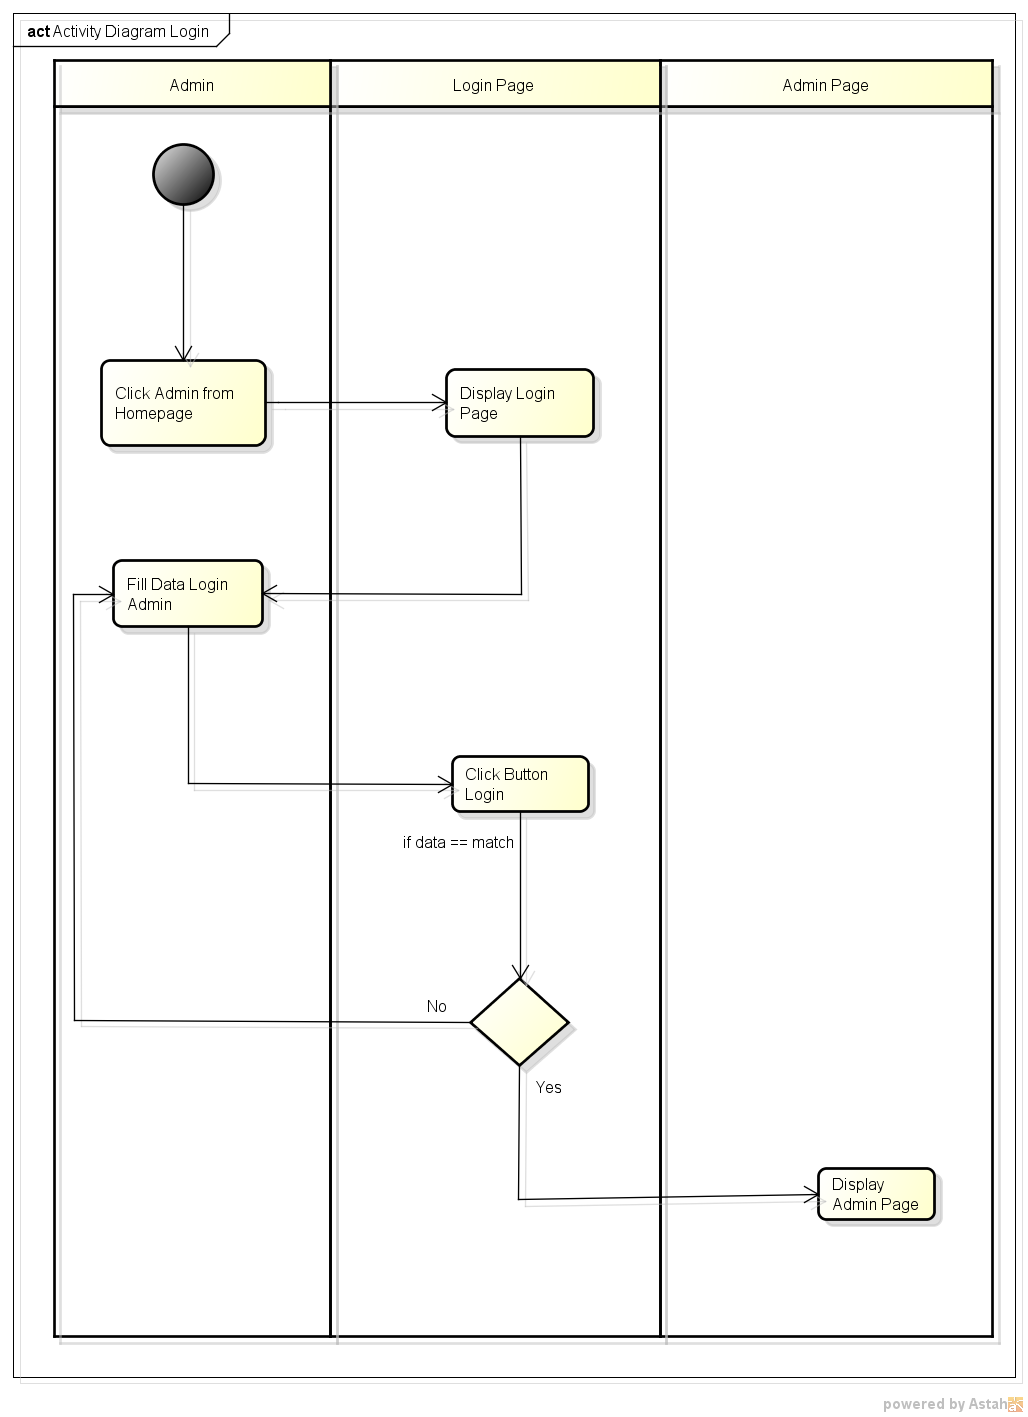 act Activity Diagram Login
Admin
Login Page
Admin Page
Click Admin from
Homepage
Display Login
Page
Fill Data Login
Admin
Click Button
Login
if data == match
No
Yes
Display
Admin Page
powered by Astah